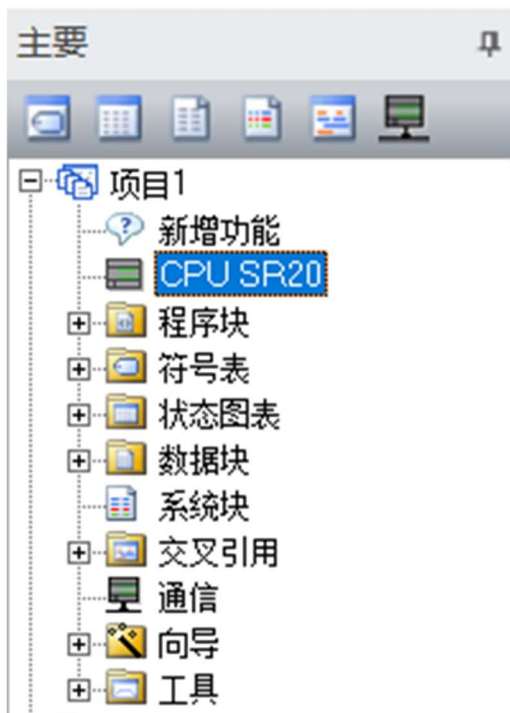 主要
项目1
新增功能
CPU SR20
程序块
符号表
状态图表
数据块
系统块
交叉引用
通信
向导
工具